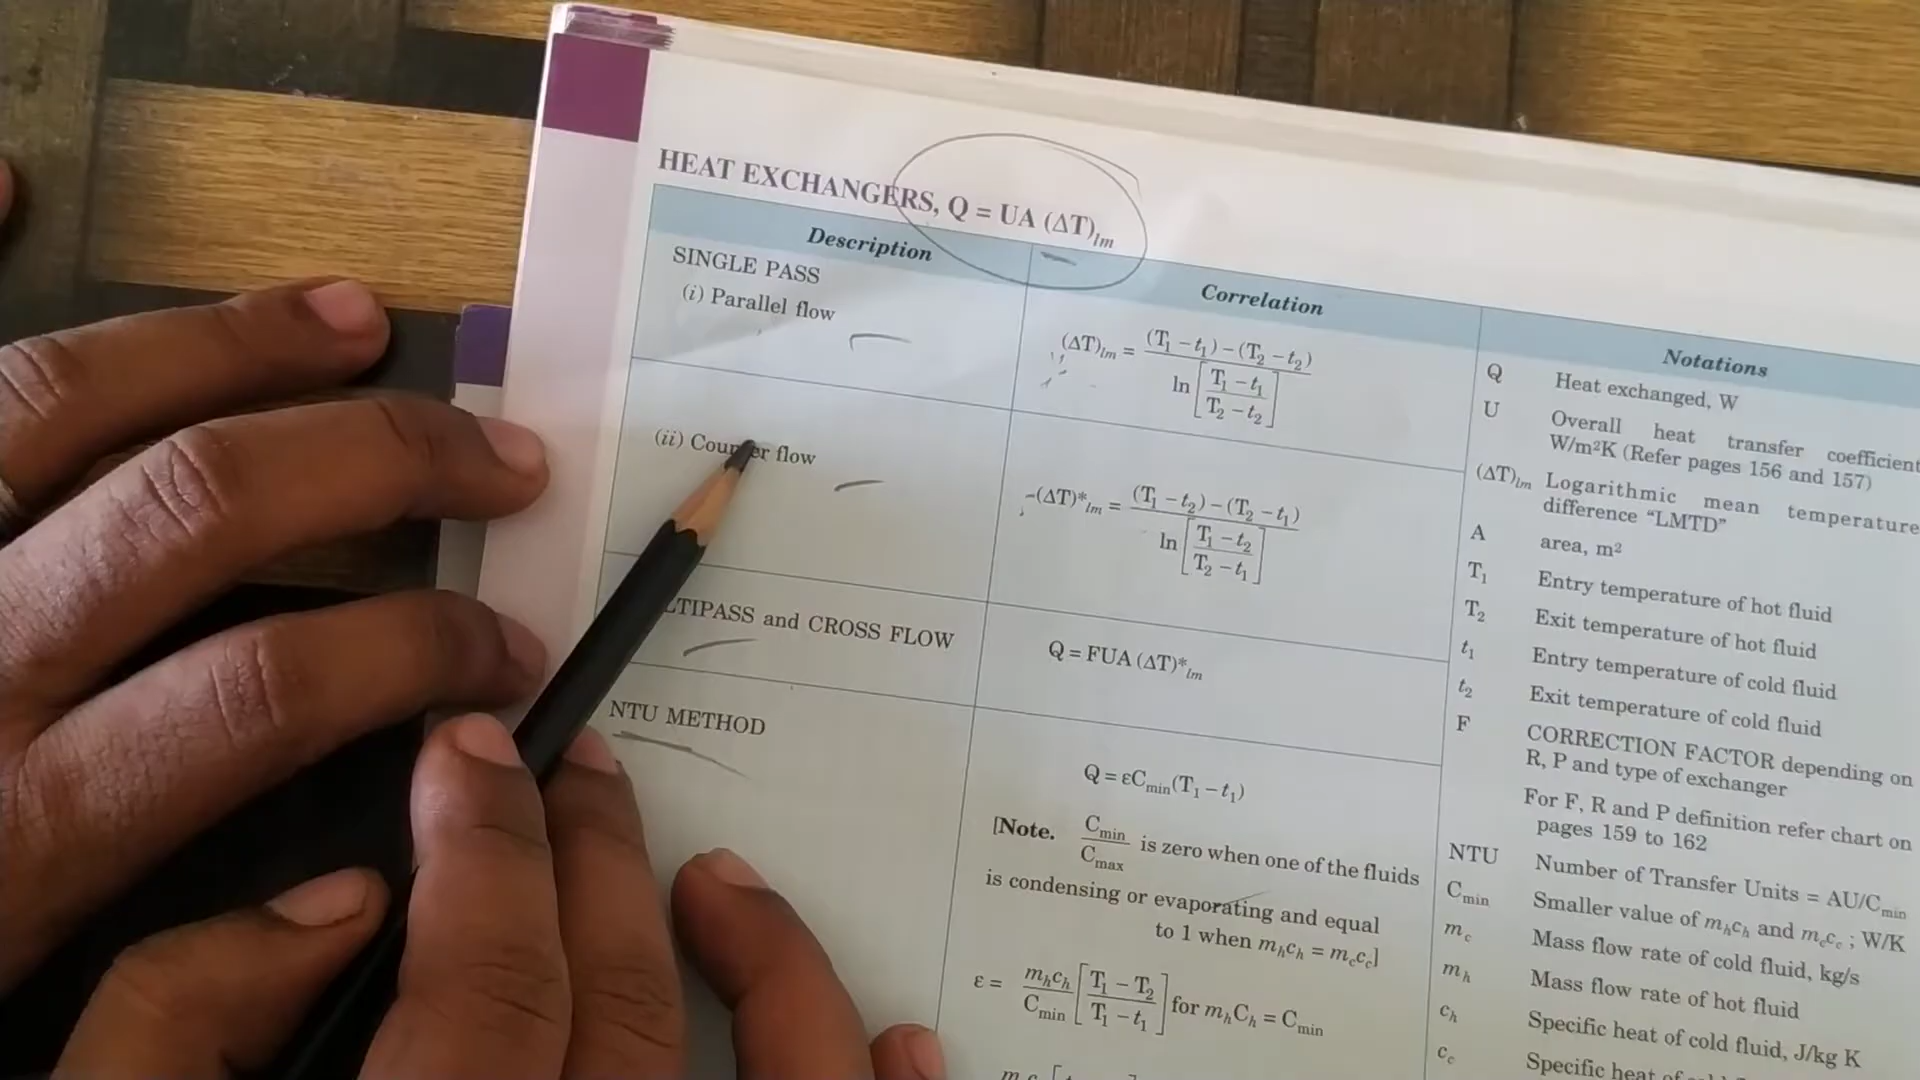 HEAT EXCHANGERS, Q = UA (ΔT)lm
Description
SINGLE PASS
(i) Parallel flow
(ii) Counter flow
LTIPASS and CROSS FLOW
NTU METHOD
Correlation
(ΔT)lm = (T1 – t1) – (T2 – t2) / ln [T1 – t1 / T2 – t2]
(ΔT)*lm = (T1 – t2) – (T2 – t1) / ln [T1 – t2 / T2 – t1]
Q = FUA (ΔT)*lm
Q = εCmin(T1 – t1)
[Note. Cmin / Cmax is zero when one of the fluids
is condensing or evaporating and equal
to 1 when mhch = mccc]
ε = mhch / Cmin [T1 – T2 / T1 – t1] for mhCh = Cmin
Notations
Q Heat exchanged, W
U Overall heat transfer coefficient
W/m²K (Refer pages 156 and 157)
(ΔT)lm Logarithmic mean temperature
difference "LMTD"
A area, m²
T1 Entry temperature of hot fluid
T2 Exit temperature of hot fluid
t1 Entry temperature of cold fluid
t2 Exit temperature of cold fluid
F CORRECTION FACTOR depending on
R, P and type of exchanger
For F, R and P definition refer chart on
pages 159 to 162
NTU Number of Transfer Units = AU/Cmin
Cmin Smaller value of mhch and mccc ; W/K
mc Mass flow rate of cold fluid, kg/s
mh Mass flow rate of hot fluid
ch Specific heat of cold fluid, J/kg K
cc Specific heat of